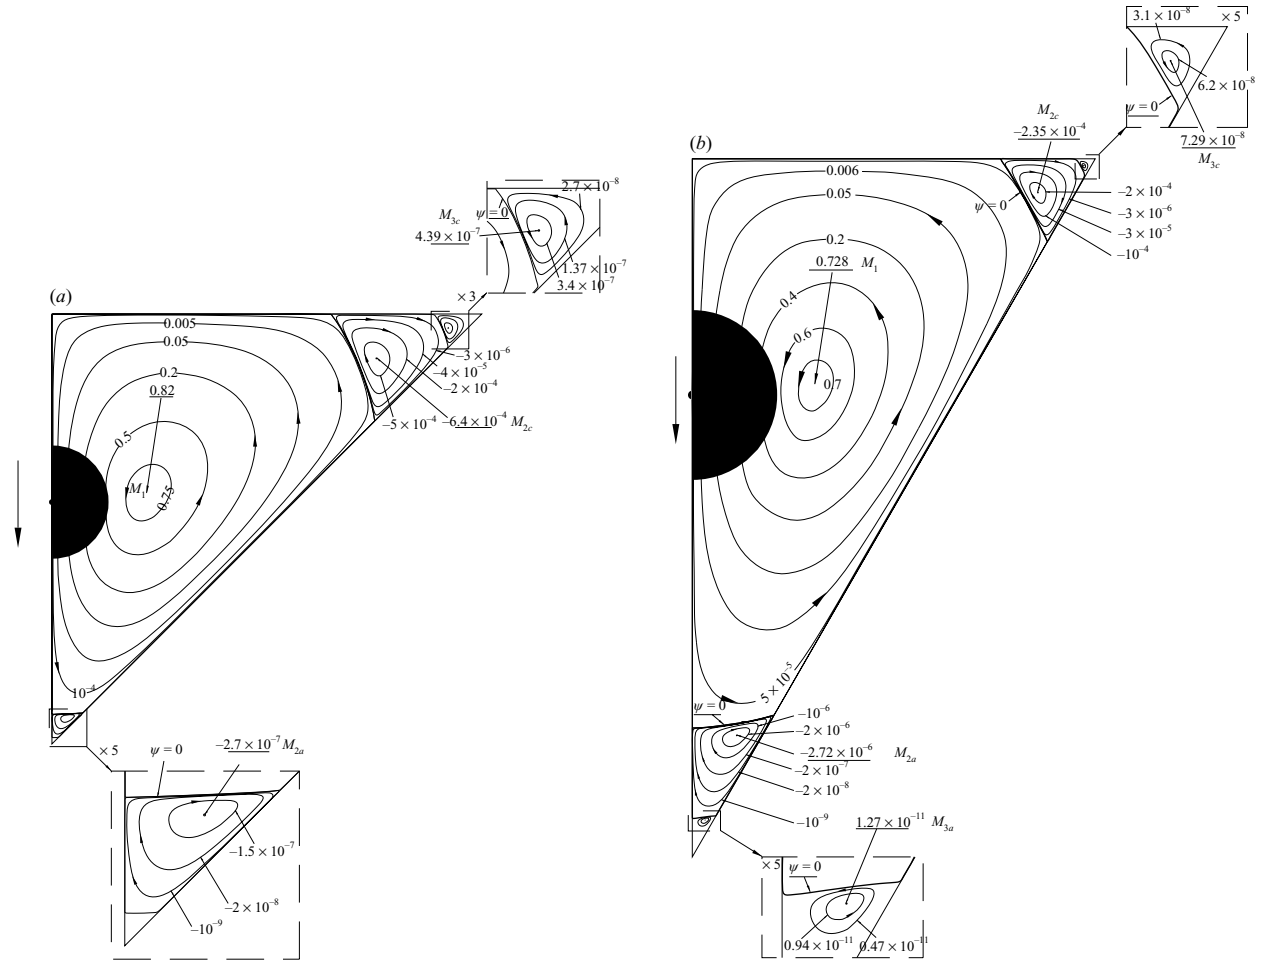 (a)
0.005
0.05
0.2
0.82
0.5
M₁
0.75
10⁻⁴
M₃c
4.39 × 10⁻⁷
ψ = 0
2.7 × 10⁻⁸
1.37 × 10⁻⁷
3.4 × 10⁻⁷
× 3
−3 × 10⁻⁶
−4 × 10⁻⁵
−2 × 10⁻⁴
−5 × 10⁻⁴
−6.4 × 10⁻⁴ M₂c
× 5
ψ = 0
−2.7 × 10⁻⁷ M₂a
−1.5 × 10⁻⁷
−2 × 10⁻⁸
−10⁻⁹
(b)
0.006
0.05
0.2
0.728 M₁
0.4
0.6
0.7
5 × 10⁻⁵
M₂c
−2.35 × 10⁻⁴
ψ = 0
−2 × 10⁻⁴
−3 × 10⁻⁶
−3 × 10⁻⁵
−10⁻⁴
3.1 × 10⁻⁸
× 5
6.2 × 10⁻⁸
ψ = 0
7.29 × 10⁻⁸
M₃c
ψ = 0
−10⁻⁶
−2 × 10⁻⁶
−2.72 × 10⁻⁶ M₂a
−2 × 10⁻⁷
−2 × 10⁻⁸
−10⁻⁹
1.27 × 10⁻¹¹ M₃a
× 5
ψ = 0
0.94 × 10⁻¹¹
0.47 × 10⁻¹¹